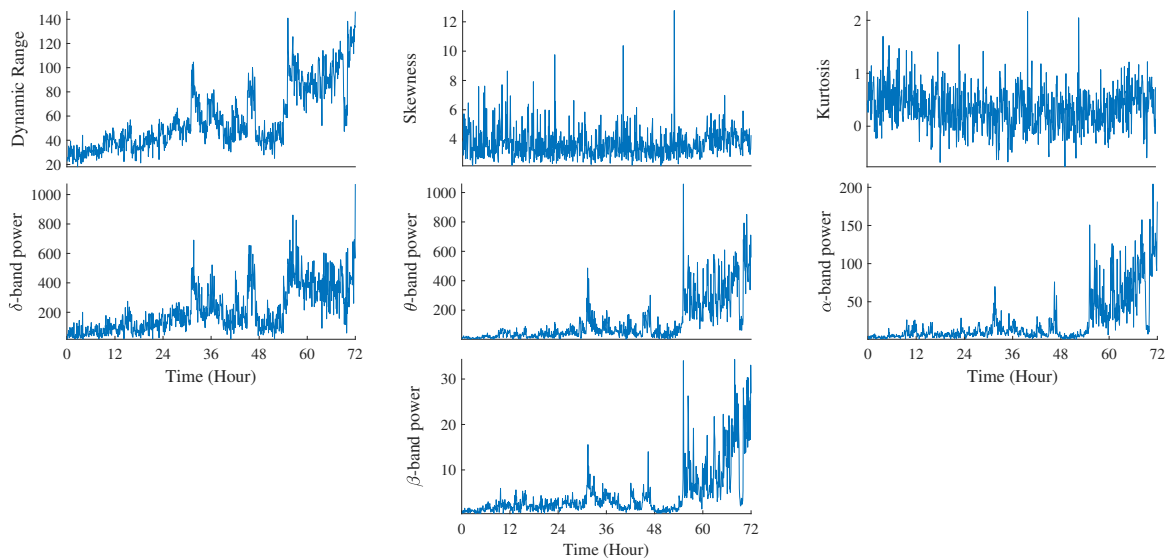 Dynamic Range
140
120
100
80
60
40
20
Skewness
12
10
8
6
4
Kurtosis
2
1
0
δ-band power
1000
800
600
400
200
0 12 24 36 48 60 72
Time (Hour)
θ-band power
1000
800
600
400
200
α-band power
200
150
100
50
0 12 24 36 48 60 72
Time (Hour)
β-band power
30
20
10
0 12 24 36 48 60 72
Time (Hour)